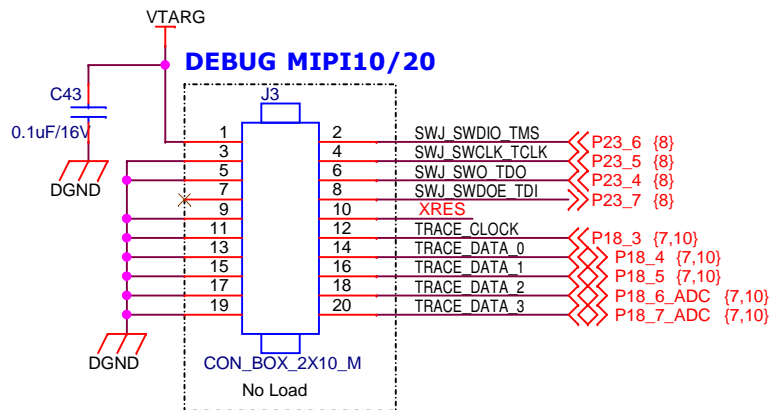 VTARG
DEBUG MIPI10/20
C43
J3
0.1uF/16V
1 2 SWJ_SWDIO_TMS P23_6 {8}
3 4 SWJ_SWCLK_TCLK P23_5 {8}
5 6 SWJ_SWO_TDO P23_4 {8}
7 8 SWJ_SWDOE_TDI P23_7 {8}
DGND
9 10 XRES
11 12 TRACE_CLOCK P18_3 {7,10}
13 14 TRACE_DATA_0 P18_4 {7,10}
15 16 TRACE_DATA_1 P18_5 {7,10}
17 18 TRACE_DATA_2 P18_6_ADC {7,10}
19 20 TRACE_DATA_3 P18_7_ADC {7,10}
DGND
CON_BOX_2X10_M
No Load